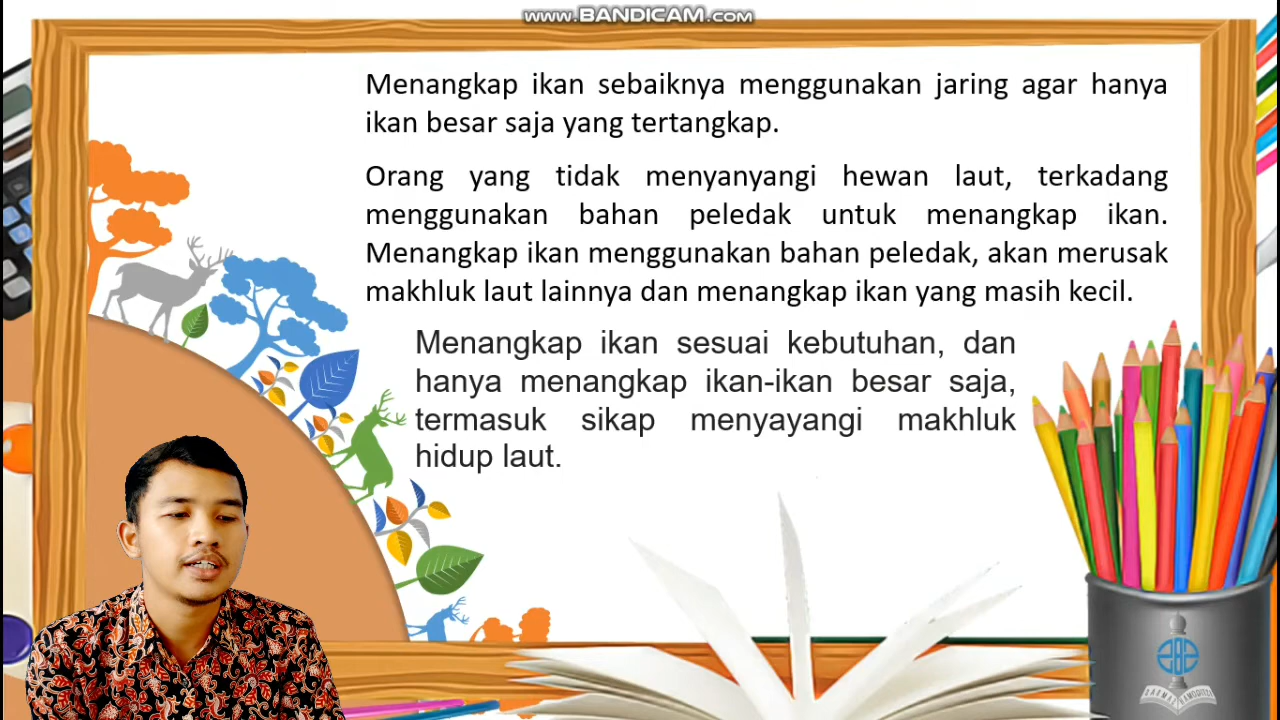 www.BANDICAM.com
Menangkap ikan sebaiknya menggunakan jaring agar hanya
ikan besar saja yang tertangkap.
Orang yang tidak menyanyangi hewan laut, terkadang
menggunakan bahan peledak untuk menangkap ikan.
Menangkap ikan menggunakan bahan peledak, akan merusak
makhluk laut lainnya dan menangkap ikan yang masih kecil.
Menangkap ikan sesuai kebutuhan, dan
hanya menangkap ikan-ikan besar saja,
termasuk sikap menyayangi makhluk
hidup laut.